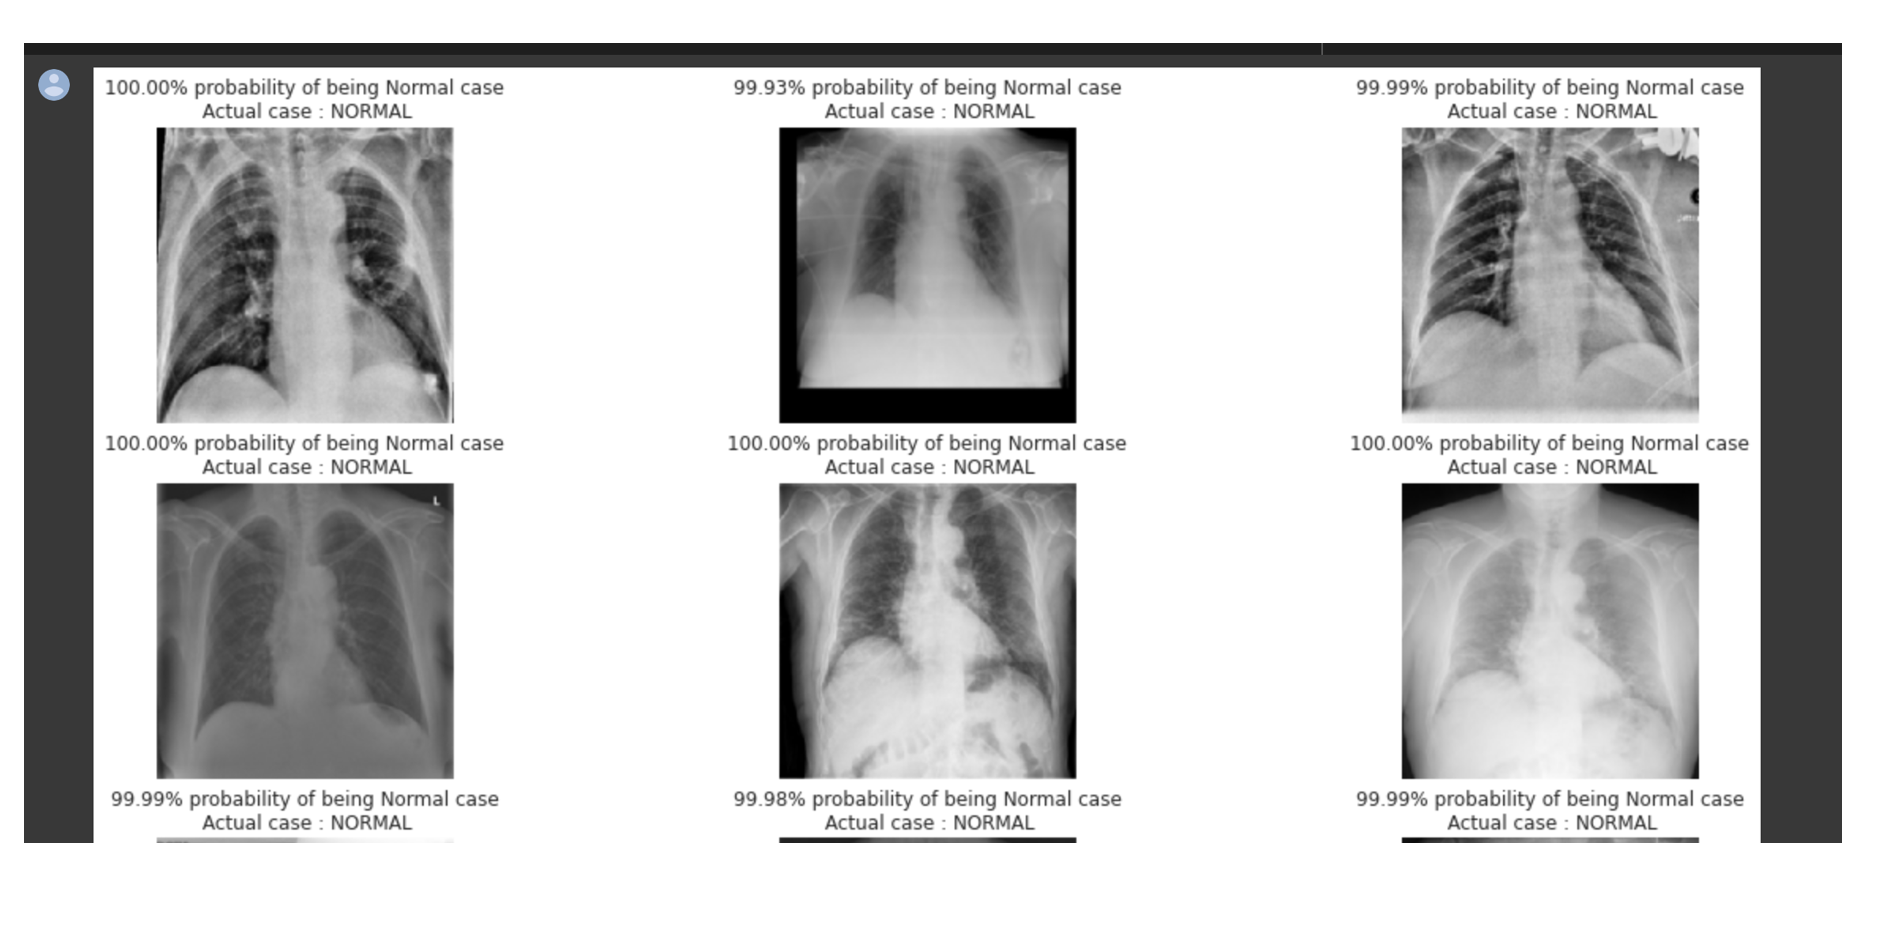 100.00% probability of being Normal case
Actual case : NORMAL
99.93% probability of being Normal case
Actual case : NORMAL
99.99% probability of being Normal case
Actual case : NORMAL
100.00% probability of being Normal case
Actual case : NORMAL
L
100.00% probability of being Normal case
Actual case : NORMAL
100.00% probability of being Normal case
Actual case : NORMAL
99.99% probability of being Normal case
Actual case : NORMAL
99.98% probability of being Normal case
Actual case : NORMAL
99.99% probability of being Normal case
Actual case : NORMAL